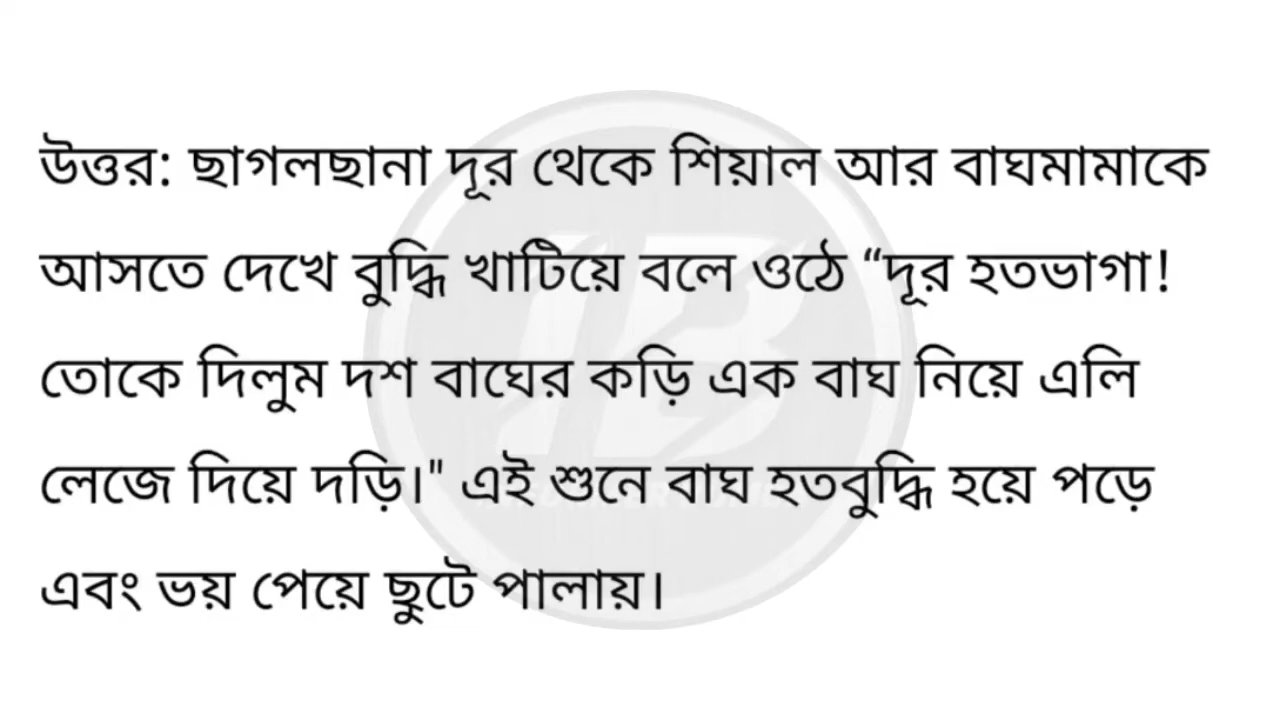 উত্তর: ছাগলছানা দূর থেকে শিয়াল আর বাঘমামাকে
আসতে দেখে বুদ্ধি খাটিয়ে বলে ওঠে “দূর হতভাগা!
তোকে দিলুম দশ বাঘের কড়ি এক বাঘ নিয়ে এলি
লেজে দিয়ে দড়ি।" এই শুনে বাঘ হতবুদ্ধি হয়ে পড়ে
এবং ভয় পেয়ে ছুটে পালায়।